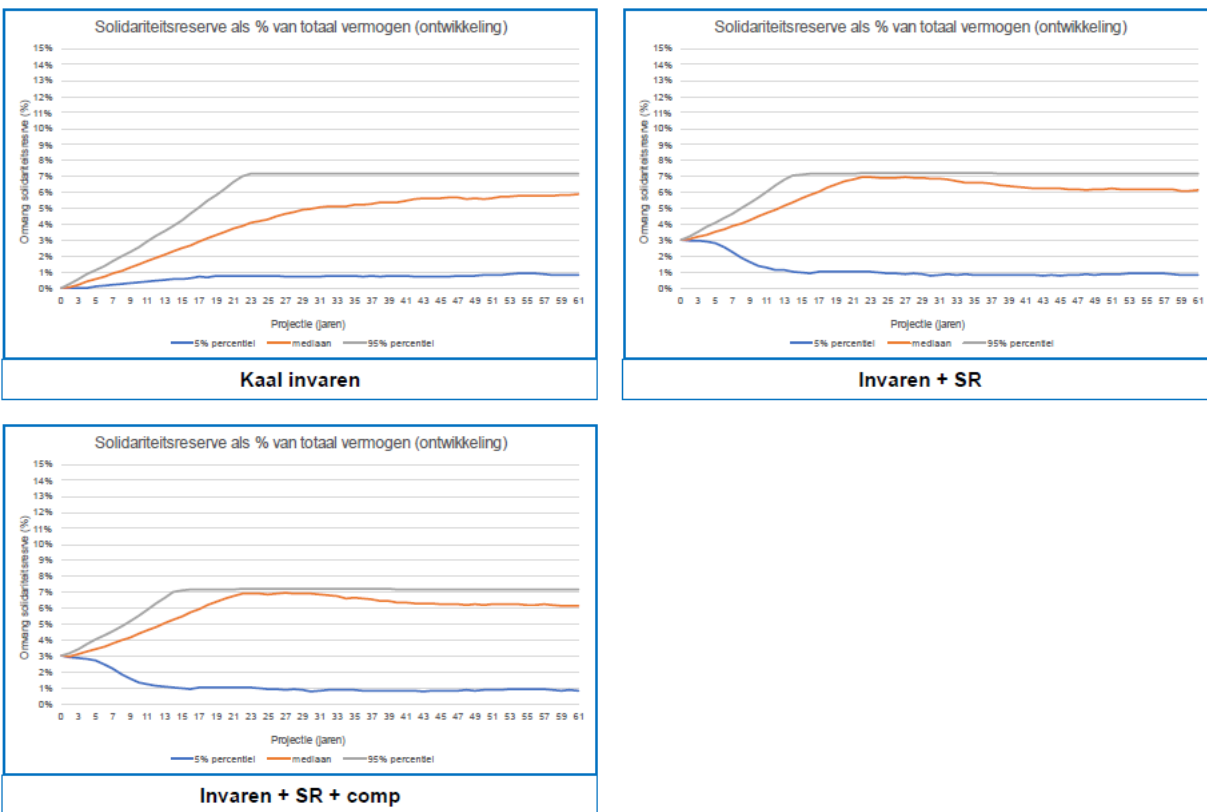 Solidariteitsreserve als % van totaal vermogen (ontwikkeling)
Omvang solidariteitsresrve (%)
15%
14%
13%
12%
11%
10%
9%
8%
7%
6%
5%
4%
3%
2%
1%
0%
0 1 3 5 7 9 11 13 15 17 19 21 23 25 27 29 31 33 35 37 39 41 43 45 47 49 51 53 55 57 59 61
Projectie (jaren)
5% percentiel mediaan 95% percentiel
Kaal invaren
Solidariteitsreserve als % van totaal vermogen (ontwikkeling)
Omvang solidariteitsresrve (%)
15%
14%
13%
12%
11%
10%
9%
8%
7%
6%
5%
4%
3%
2%
1%
0%
0 3 5 7 9 11 13 15 17 19 21 23 25 27 29 31 33 35 37 39 41 43 45 47 49 51 53 55 57 59 61
Projectie (jaren)
5% percentiel mediaan 95% percentiel
Invaren + SR
Solidariteitsreserve als % van totaal vermogen (ontwikkeling)
Omvang solidariteitsresrve (%)
15%
14%
13%
12%
11%
10%
9%
8%
7%
6%
5%
4%
3%
2%
1%
0%
0 3 5 7 9 11 13 15 17 19 21 23 25 27 29 31 33 35 37 39 41 43 45 47 49 51 53 55 57 59 61
Projectie (jaren)
5% percentiel mediaan 95% percentiel
Invaren + SR + comp